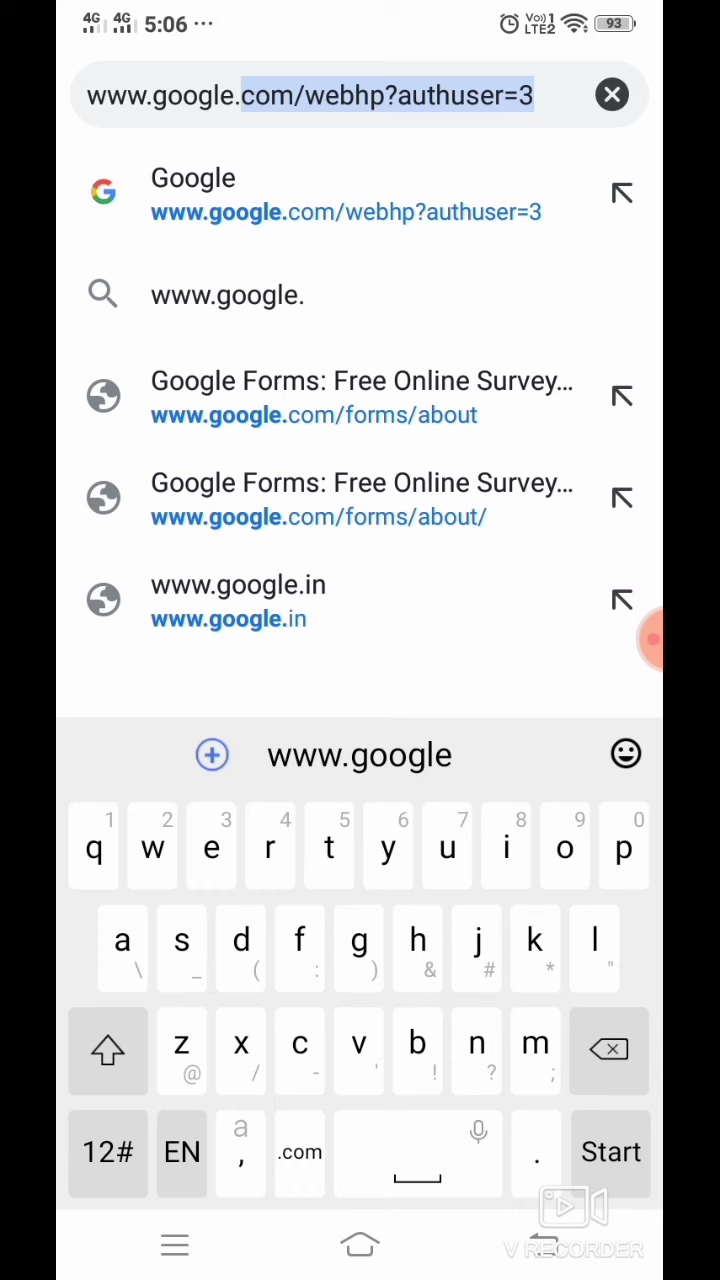 4G 4G 5:06 ... Vo)) 1 LTE2 93
www.google.com/webhp?authuser=3
Google
www.google.com/webhp?authuser=3
www.google.
Google Forms: Free Online Survey...
www.google.com/forms/about
Google Forms: Free Online Survey...
www.google.com/forms/about/
www.google.in
www.google.in
www.google
1 2 3 4 5 6 7 8 9 0
q w e r t y u i o p
a s d f g h j k l
\ _ ( : ) & # * "
z x c v b n m
@ / - ' ! ? ;
12# EN a , .com . Start
V RECORDER